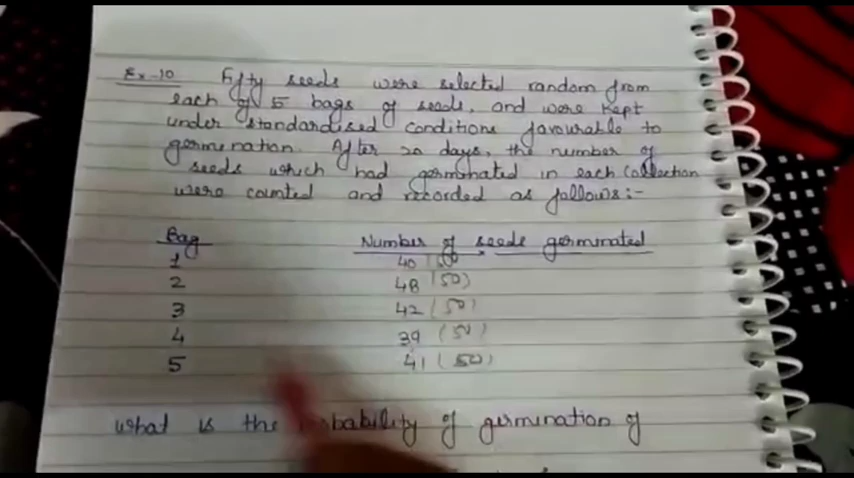 Ex-10 Fifty seeds were selected random from
each of 5 bags of seeds, and were kept
under standardised conditions favourable to
germination. After 20 days, the number of
seeds which had germinated in each collection
were counted and recorded as follows:-
Bag Number of seeds germinated
1 40 (50)
2 48 (50)
3 42 (50)
4 39 (50)
5 41 (50)
what is the of germination of